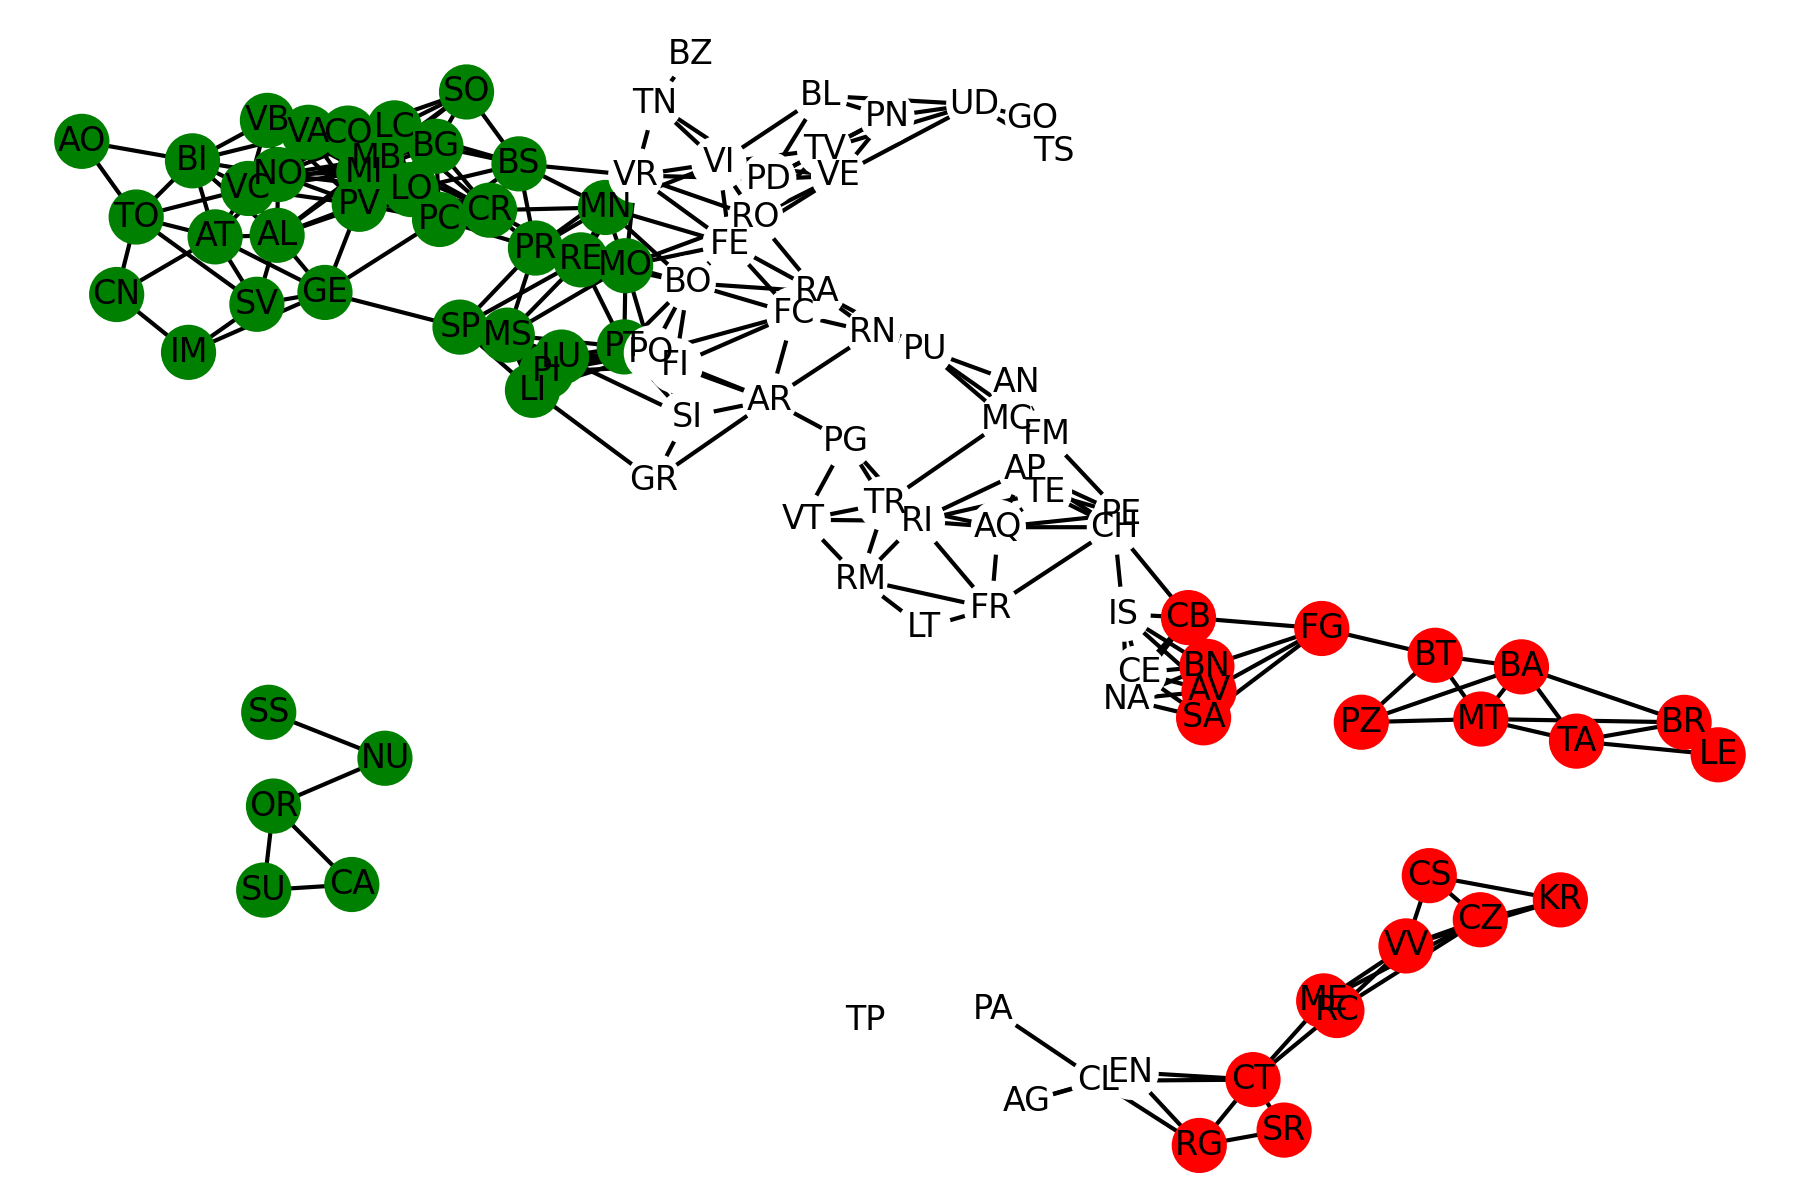 BZ
SO
TN
BL
UD
PN
GO
VB
VA
CO
LC
AO
BG
TV
TS
BI
MB
BS
VI
NO
MI
VR
PD
VE
VC
LO
PV
CR
MN
TO
PC
RO
AT
AL
PR
FE
RE
MO
BO
CN
SV
GE
RA
FC
SP
MS
RN
IM
LU
PT
PO
PU
FI
PI
LI
AN
AR
SI
MC
FM
PG
GR
AP
TE
TR
VT
RI
AQ
PE
CH
RM
FR
LT
IS
CB
FG
BT
CE
BN
BA
NA
AV
SA
SS
PZ
MT
BR
TA
LE
NU
OR
SU
CA
CS
KR
CZ
VV
ME
RC
TP
PA
CL
EN
CT
AG
SR
RG